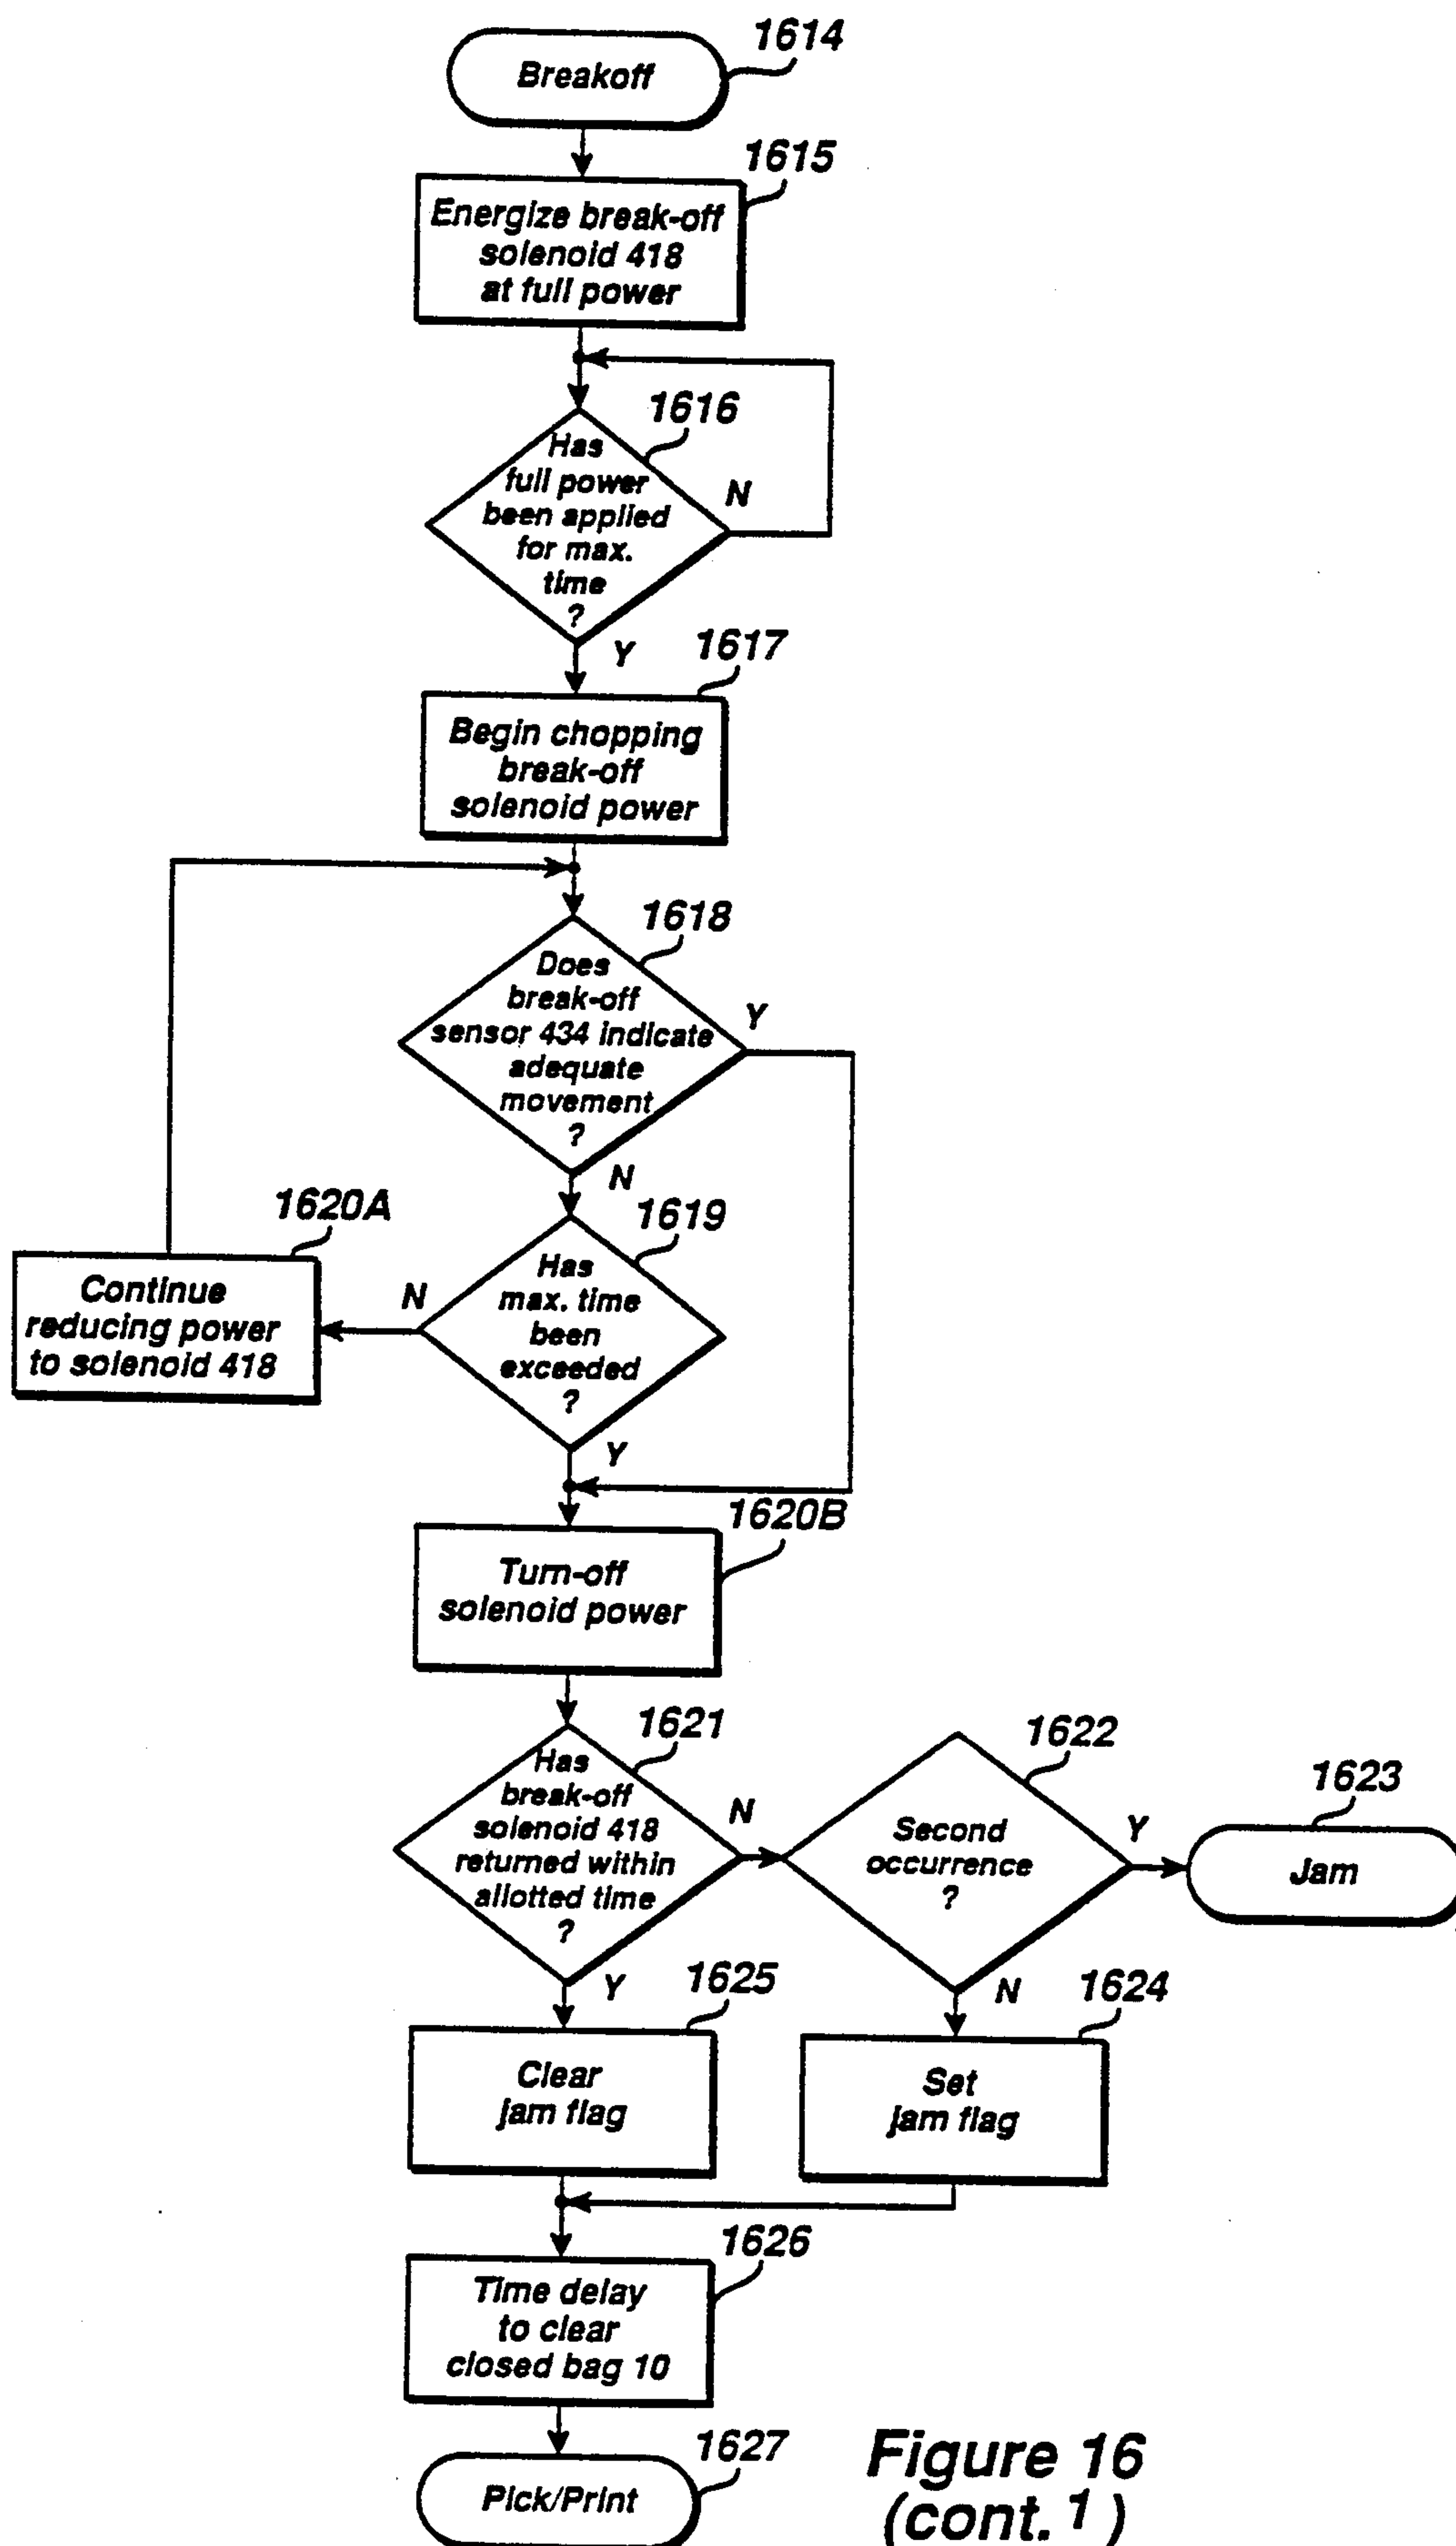 1614
Breakoff
1615
Energize break-off
solenoid 418
at full power
1616
Has
full power
been applied
for max.
time
?
N
Y
1617
Begin chopping
break-off
solenoid power
1618
Does
break-off
sensor 434 indicate
adequate
movement
?
Y
N
1620A
Continue
reducing power
to solenoid 418
1619
Has
max. time
been
exceeded
?
N
Y
1620B
Turn-off
solenoid power
1621
Has
break-off
solenoid 418
returned within
allotted time
?
N
Y
1622
Second
occurrence
?
Y
N
1623
Jam
1625
Clear
jam flag
1624
Set
jam flag
1626
Time delay
to clear
closed bag 10
1627
Pick/Print
Figure 16
(cont. 1)